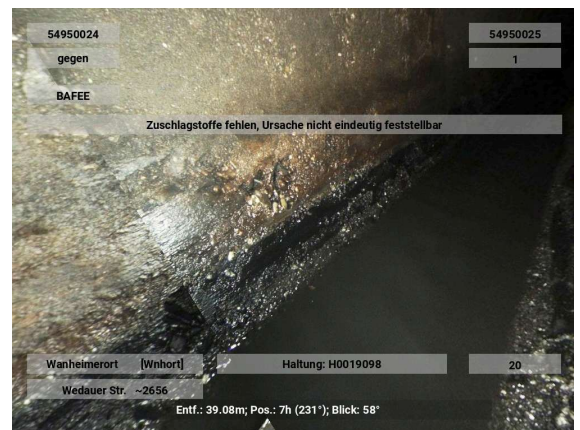 54950024 54950025
gegen 1
BAFEE
Zuschlagstoffe fehlen, Ursache nicht eindeutig feststellbar
Wanheimerort [Wnhort] Haltung: H0019098 20
Wedauer Str. ~2656
Entf.: 39.08m; Pos.: 7h (231°); Blick: 58°